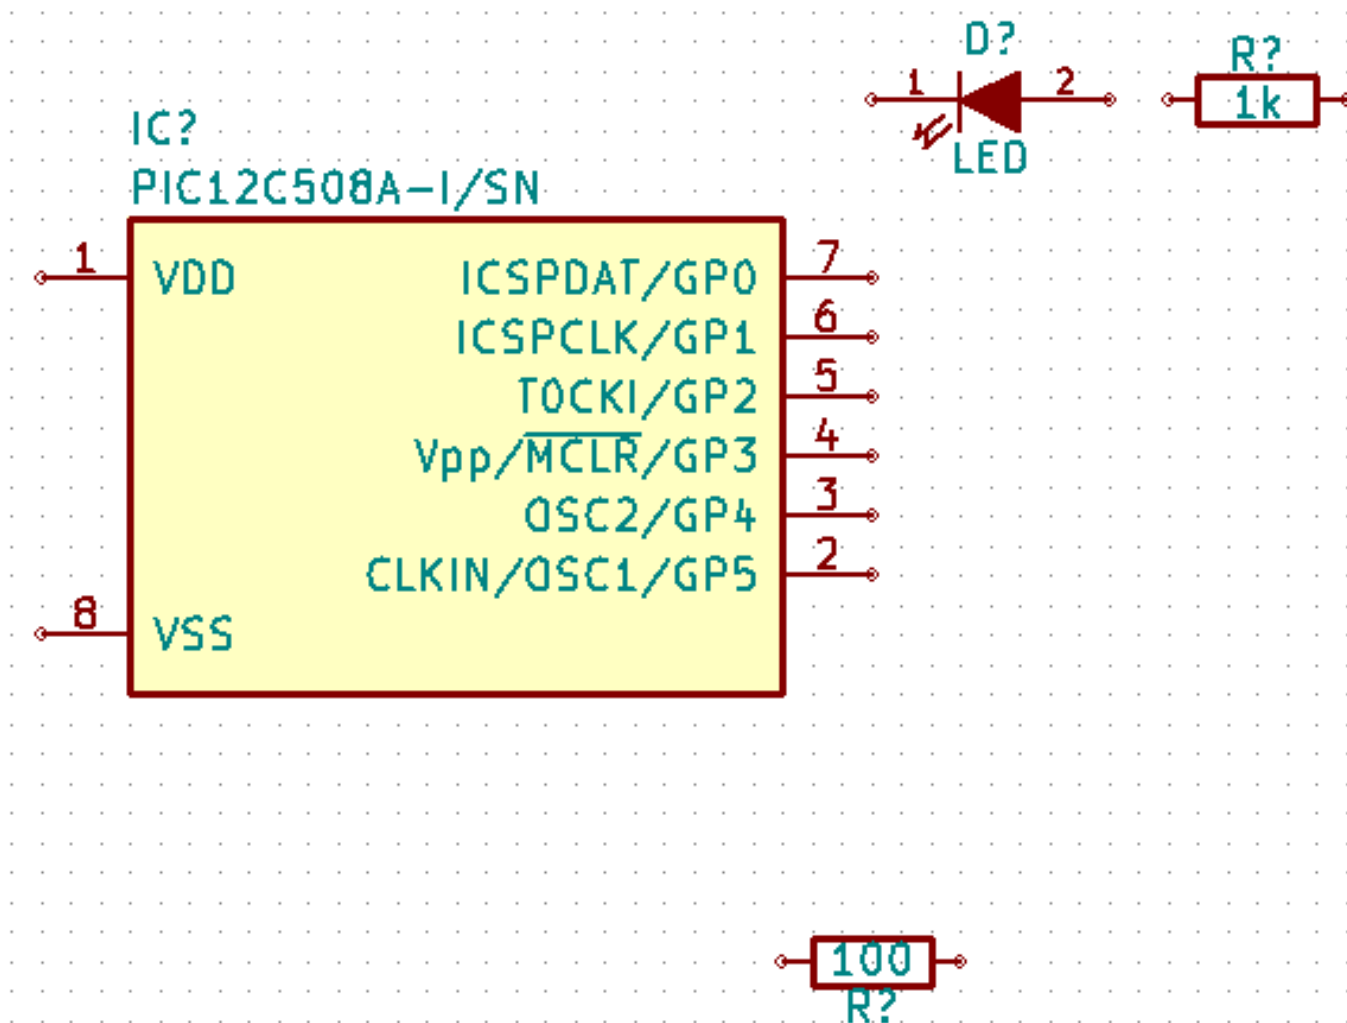 D?
1 2
LED
R?
1k
IC?
PIC12C508A-I/SN
1 VDD
8 VSS
ICSPDAT/GP0 7
ICSPCLK/GP1 6
T0CKI/GP2 5
Vpp/MCLR/GP3 4
OSC2/GP4 3
CLKIN/OSC1/GP5 2
100
R?